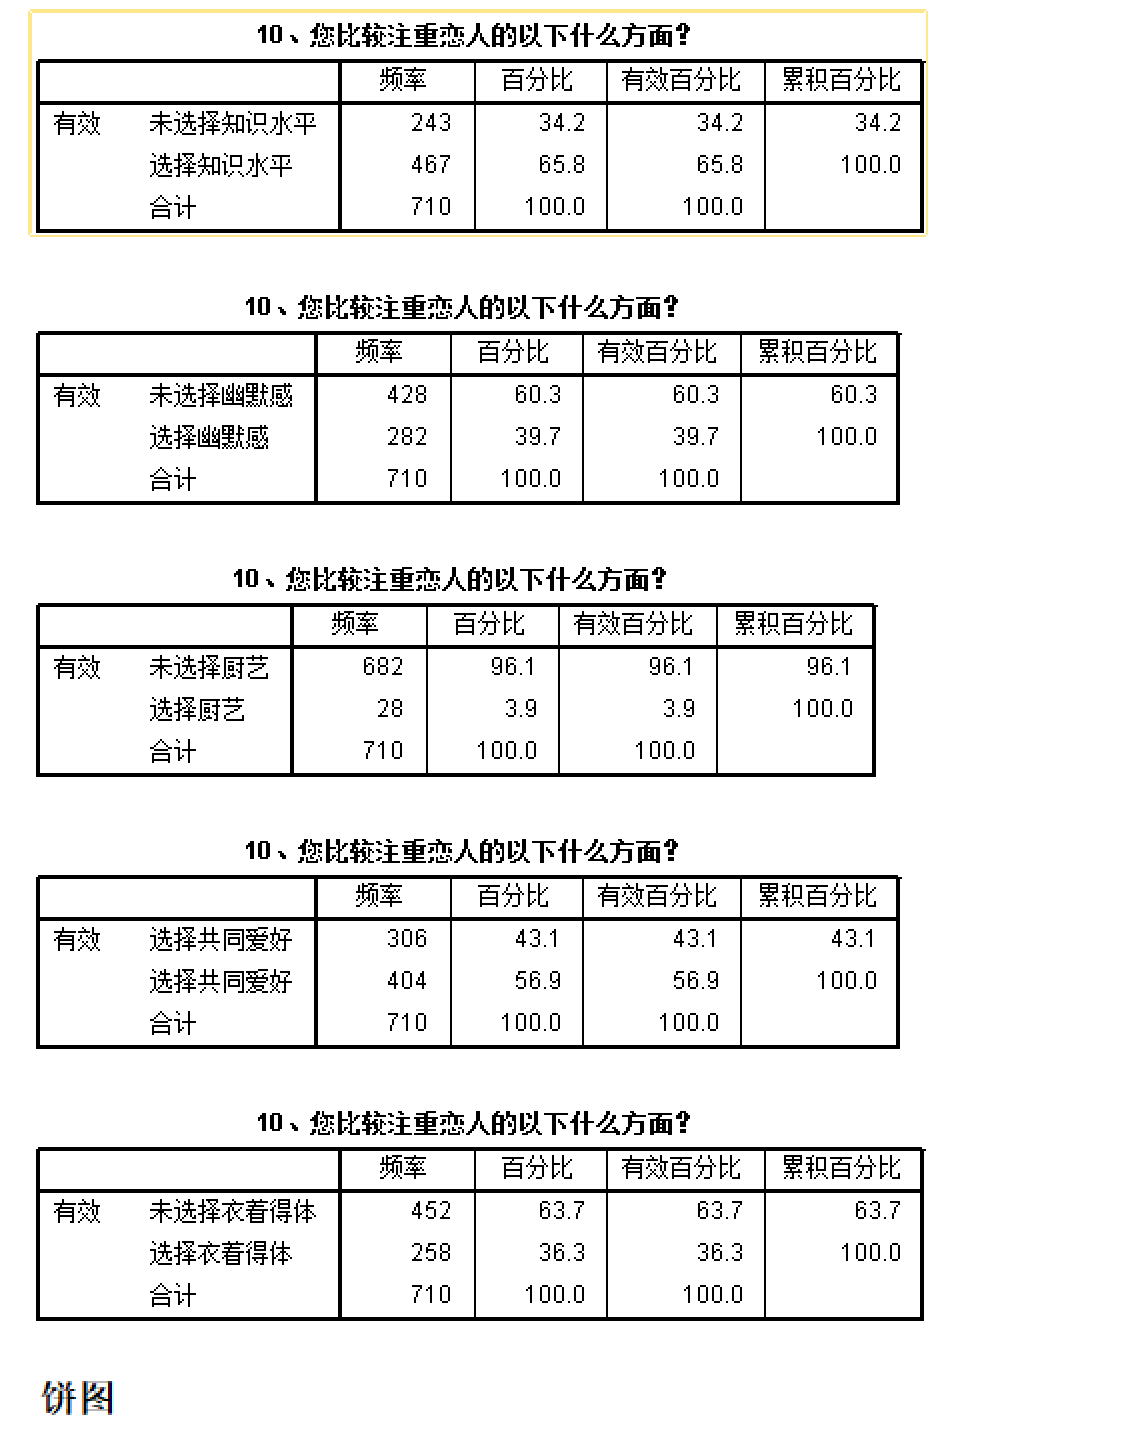 10、您比较注重恋人的以下什么方面?
频率 百分比 有效百分比 累积百分比
有效 未选择知识水平 243 34.2 34.2 34.2
选择知识水平 467 65.8 65.8 100.0
合计 710 100.0 100.0
10、您比较注重恋人的以下什么方面?
频率 百分比 有效百分比 累积百分比
有效 未选择幽默感 428 60.3 60.3 60.3
选择幽默感 282 39.7 39.7 100.0
合计 710 100.0 100.0
10、您比较注重恋人的以下什么方面?
频率 百分比 有效百分比 累积百分比
有效 未选择厨艺 682 96.1 96.1 96.1
选择厨艺 28 3.9 3.9 100.0
合计 710 100.0 100.0
10、您比较注重恋人的以下什么方面?
频率 百分比 有效百分比 累积百分比
有效 选择共同爱好 306 43.1 43.1 43.1
选择共同爱好 404 56.9 56.9 100.0
合计 710 100.0 100.0
10、您比较注重恋人的以下什么方面?
频率 百分比 有效百分比 累积百分比
有效 未选择衣着得体 452 63.7 63.7 63.7
选择衣着得体 258 36.3 36.3 100.0
合计 710 100.0 100.0
饼图